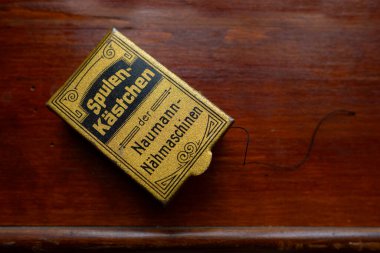 Spulen-
Kästchen
der
Naumann-
Nähmaschinen